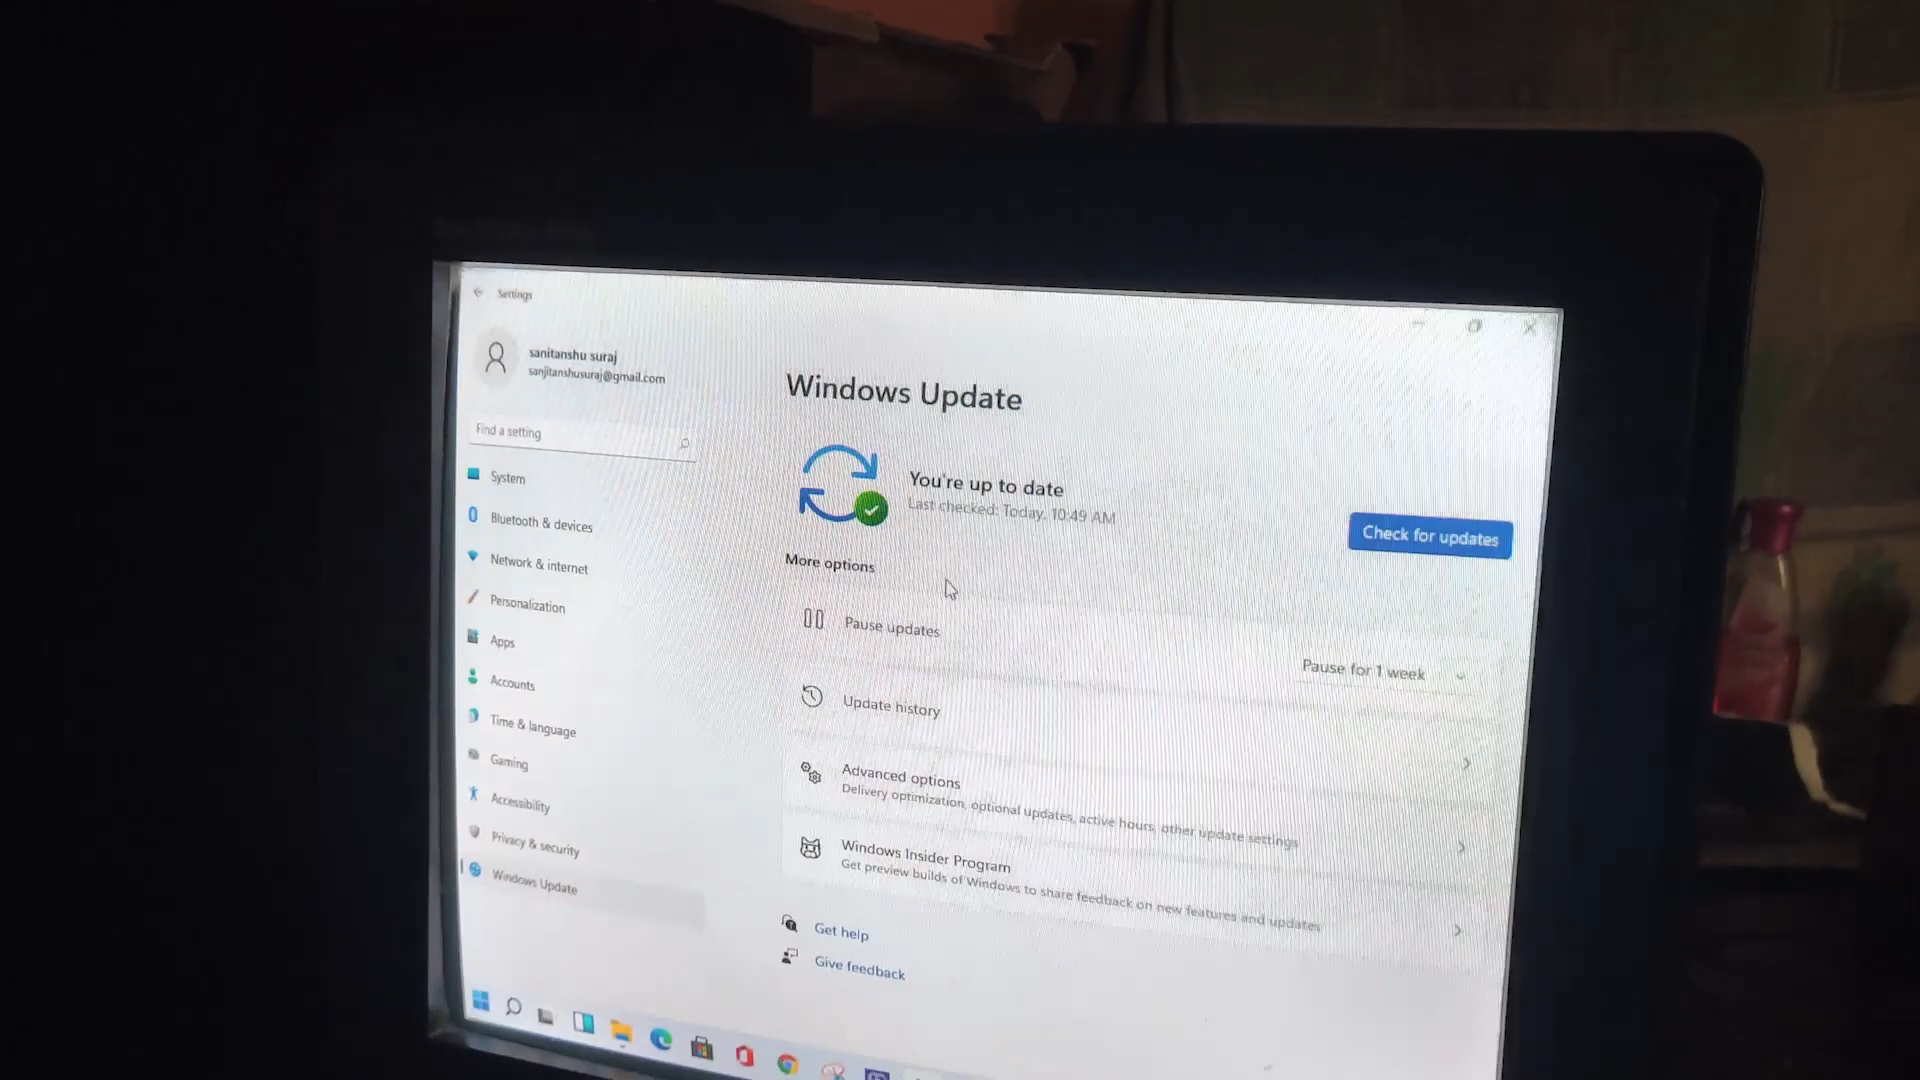 Settings
sanitanshu suraj
sanjitanshusuraj@gmail.com
Find a setting
System
Bluetooth & devices
Network & internet
Personalization
Apps
Accounts
Time & language
Gaming
Accessibility
Privacy & security
Windows Update
Windows Update
You're up to date
Last checked: Today, 10:49 AM
Check for updates
More options
Pause updates
Pause for 1 week
Update history
Advanced options
Delivery optimization, optional updates, active hours, other update settings
Windows Insider Program
Get preview builds of Windows to share feedback on new features and updates
Get help
Give feedback